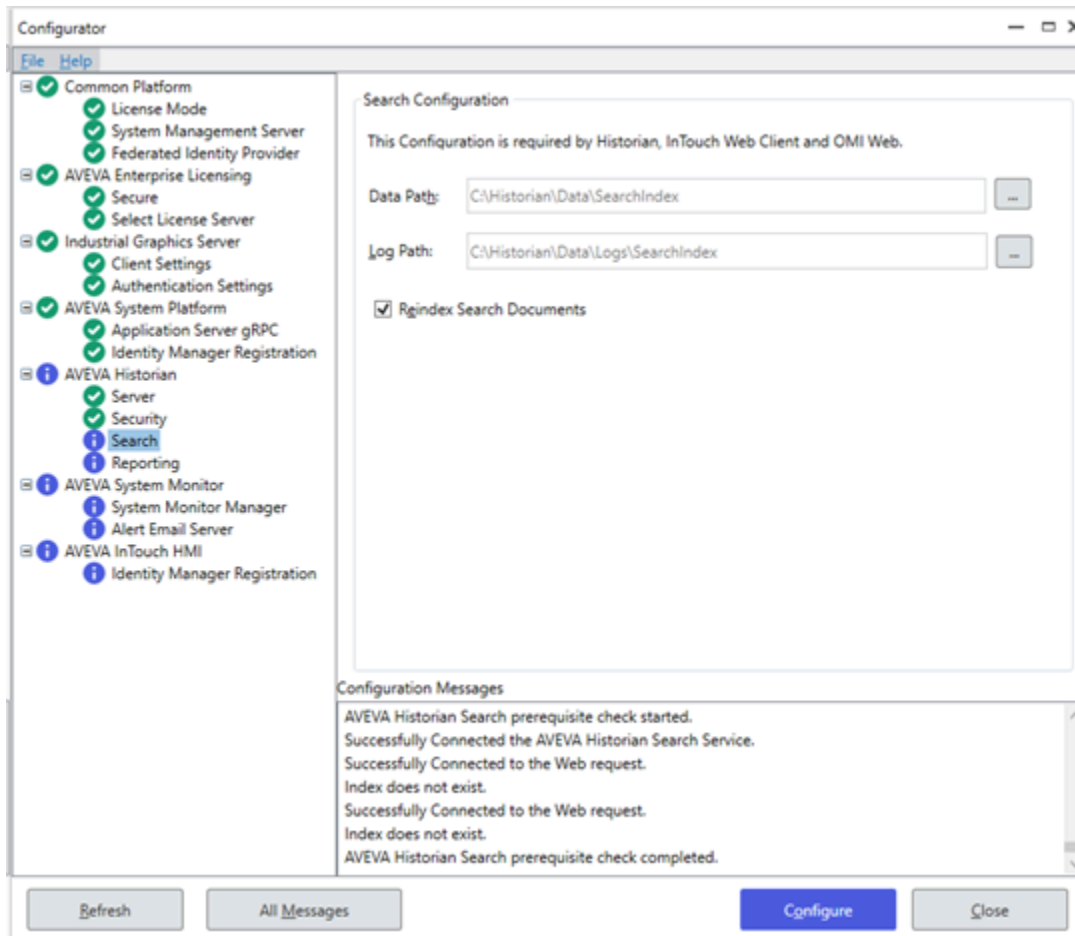 Configurator
File Help
Common Platform
License Mode
System Management Server
Federated Identity Provider
AVEVA Enterprise Licensing
Secure
Select License Server
Industrial Graphics Server
Client Settings
Authentication Settings
AVEVA System Platform
Application Server gRPC
Identity Manager Registration
AVEVA Historian
Server
Security
Search
Reporting
AVEVA System Monitor
System Monitor Manager
Alert Email Server
AVEVA InTouch HMI
Identity Manager Registration
Search Configuration
This Configuration is required by Historian, InTouch Web Client and OMI Web.
Data Path: C:\Historian\Data\SearchIndex ...
Log Path: C:\Historian\Data\Logs\SearchIndex ...
Reindex Search Documents
Configuration Messages
AVEVA Historian Search prerequisite check started.
Successfully Connected the AVEVA Historian Search Service.
Successfully Connected to the Web request.
Index does not exist.
Successfully Connected to the Web request.
Index does not exist.
AVEVA Historian Search prerequisite check completed.
Refresh All Messages Configure Close